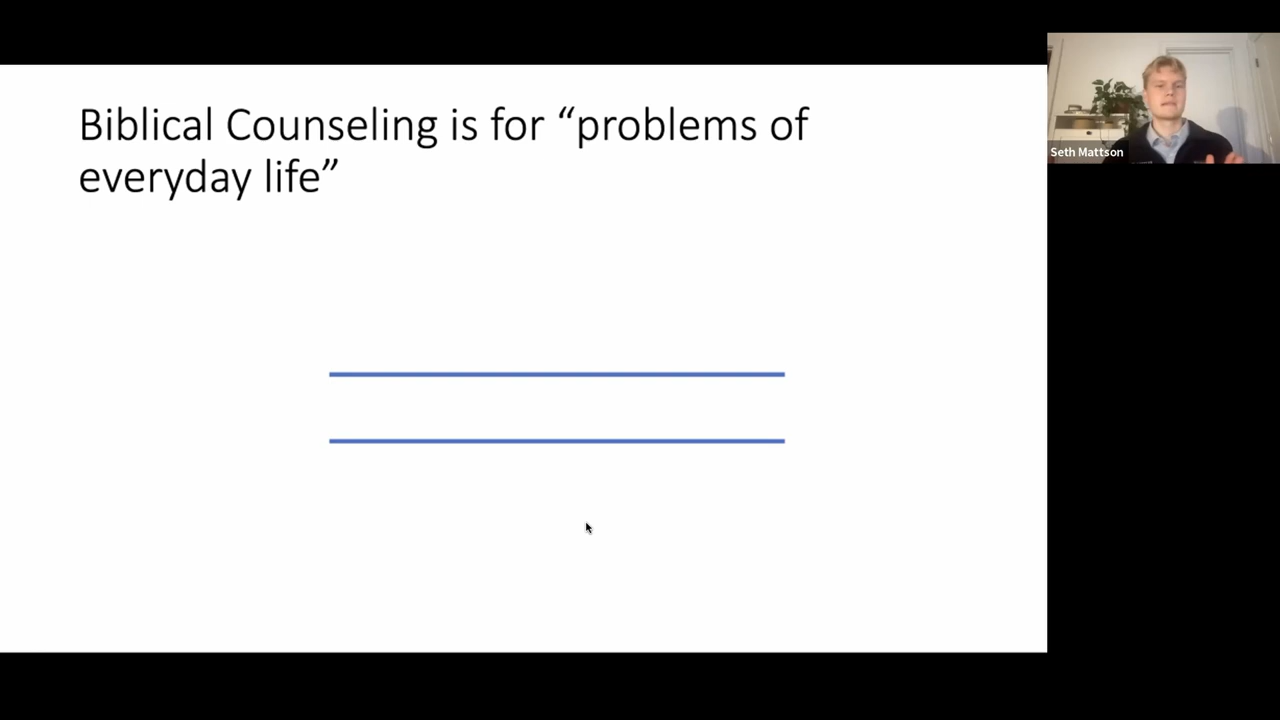 Biblical Counseling is for “problems of
everyday life”
Seth Mattson